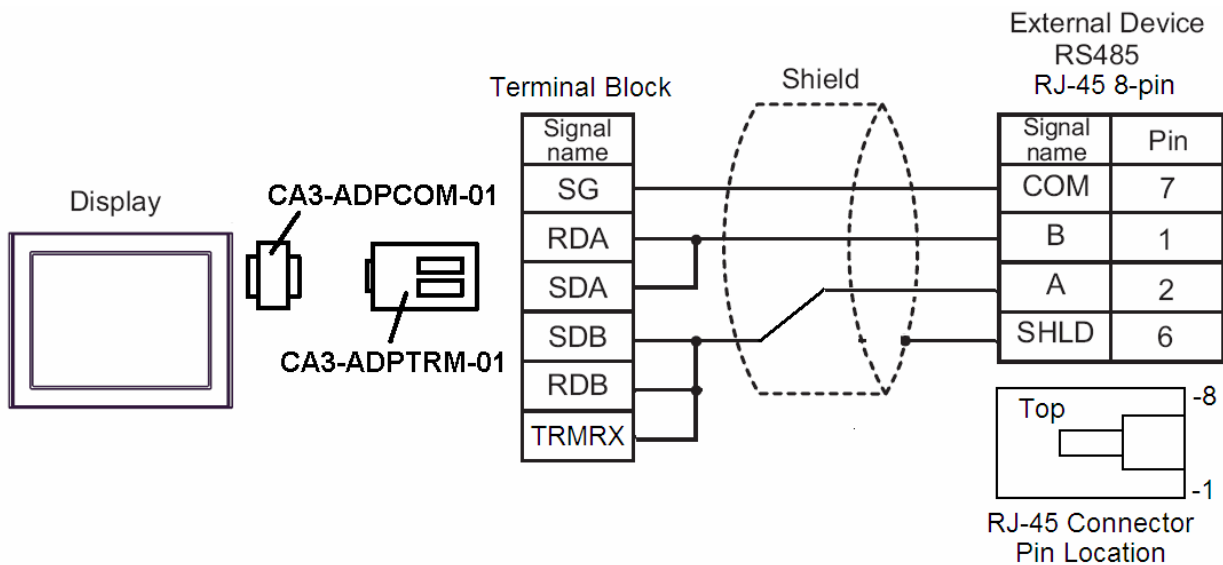 External Device
RS485
RJ-45 8-pin
Terminal Block
Shield
Signal name
Signal name
Pin
SG
COM
7
CA3-ADPCOM-01
Display
RDA
B
1
SDA
A
2
SDB
SHLD
6
CA3-ADPTRM-01
RDB
TRMRX
Top
-8
-1
RJ-45 Connector
Pin Location